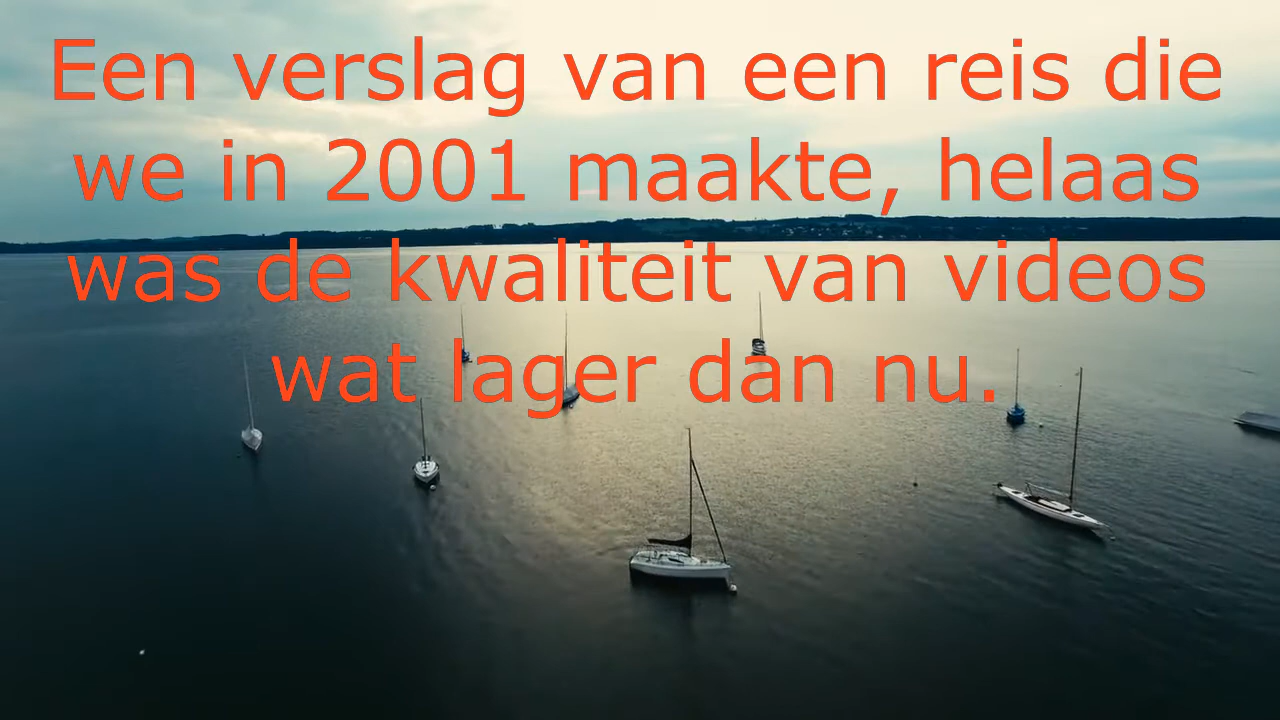 Een verslag van een reis die
we in 2001 maakte, helaas
was de kwaliteit van videos
wat lager dan nu.